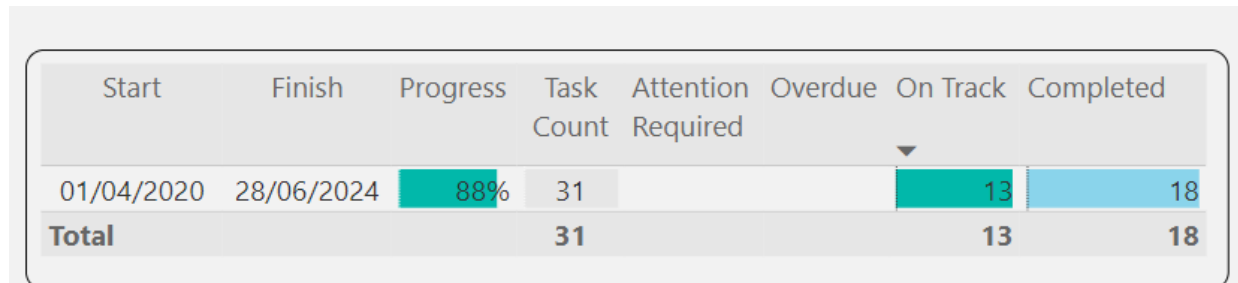 Start Finish Progress Task Attention Overdue On Track Completed
Count Required
01/04/2020 28/06/2024 88% 31 13 18
Total 31 13 18